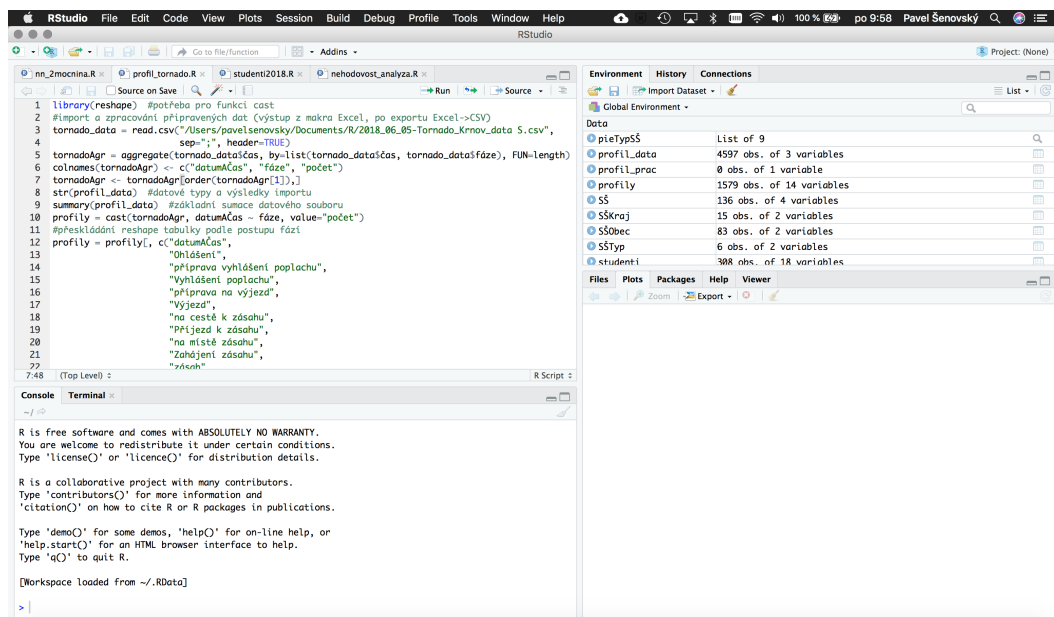 RStudio File Edit Code View Plots Session Build Debug Profile Tools Window Help 100 % po 9:58 Pavel Šenovský
RStudio
Go to file/function Addins Project: (None)
nn_2mocnina.R × profil_tornado.R × studenti2018.R × nehodovost_analyza.R ×
Source on Save Run Source
1 library(reshape) #potřeba pro funkci cast
2 #import a zpracování připravených dat (výstup z makra Excel, po exportu Excel->CSV)
3 tornado_data = read.csv("/Users/pavelsenovsky/Documents/R/2018_06_05-Tornado_Krnov_data S.csv",
4 sep=";", header=TRUE)
5 tornadoAgr = aggregate(tornado_data$čas, by=list(tornado_data$čas, tornado_data$fáze), FUN=length)
6 colnames(tornadoAgr) <- c("datumAČas", "fáze", "počet")
7 tornadoAgr <- tornadoAgr[order(tornadoAgr[1]),]
8 str(profil_data) #datové typy a výsledky importu
9 summary(profil_data) #základní sumace datového souboru
10 profily = cast(tornadoAgr, datumAČas ~ fáze, value="počet")
11 #přeskládání reshape tabulky podle postupu fází
12 profily = profily[, c("datumAČas",
13 "Ohlášení",
14 "příprava vyhlášení poplachu",
15 "Vyhlášení poplachu",
16 "příprava na výjezd",
17 "Výjezd",
18 "na cestě k zásahu",
19 "Příjezd k zásahu",
20 "na místě zásahu",
21 "Zahájení zásahu",
22 "zásah"
7:48 (Top Level) R Script
Console Terminal ×
~/
R is free software and comes with ABSOLUTELY NO WARRANTY.
You are welcome to redistribute it under certain conditions.
Type 'license()' or 'licence()' for distribution details.
R is a collaborative project with many contributors.
Type 'contributors()' for more information and
'citation()' on how to cite R or R packages in publications.
Type 'demo()' for some demos, 'help()' for on-line help, or
'help.start()' for an HTML browser interface to help.
Type 'q()' to quit R.
[Workspace loaded from ~/.RData]
>
Environment History Connections
Import Dataset List
Global Environment
Data
pieTypSŠ List of 9
profil_data 4597 obs. of 3 variables
profil_prac 0 obs. of 1 variable
profily 1579 obs. of 14 variables
SŠ 136 obs. of 4 variables
SŠKraj 15 obs. of 2 variables
SŠObec 83 obs. of 2 variables
SŠTyp 6 obs. of 2 variables
studenti 308 obs. of 18 variables
Files Plots Packages Help Viewer
Zoom Export